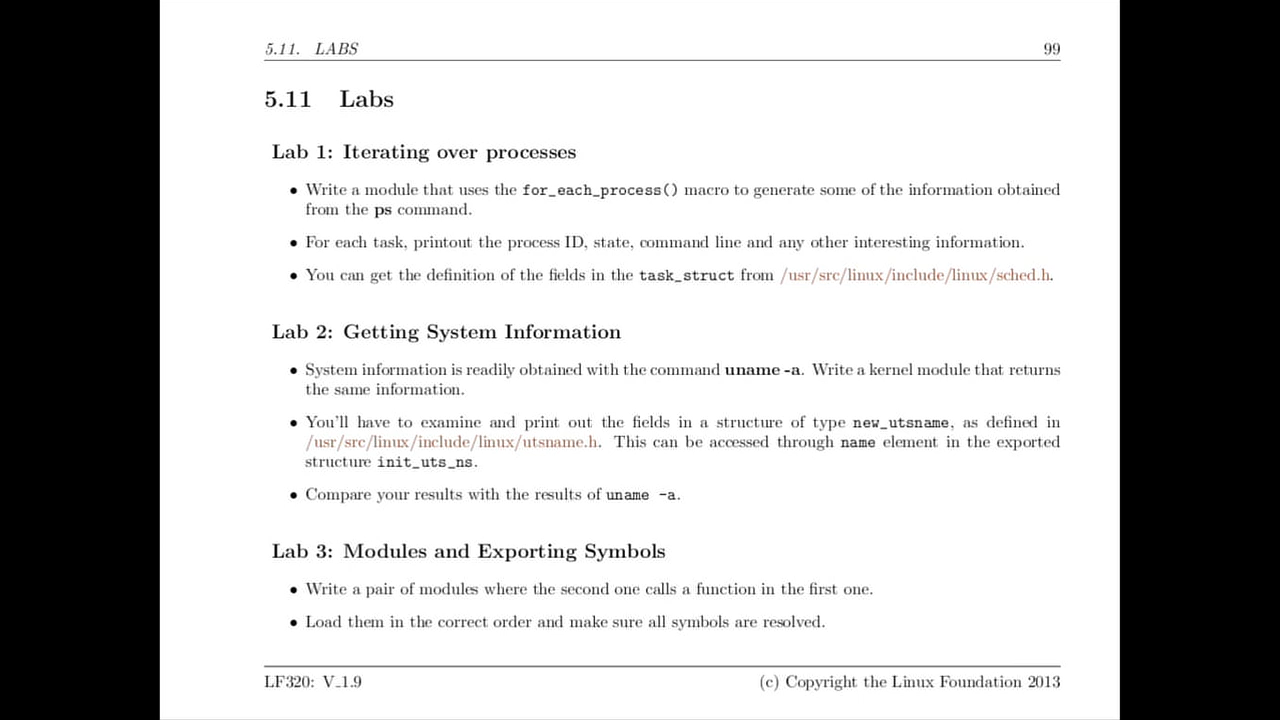 5.11. LABS 99
5.11 Labs
Lab 1: Iterating over processes
• Write a module that uses the for_each_process() macro to generate some of the information obtained
from the ps command.
• For each task, printout the process ID, state, command line and any other interesting information.
• You can get the definition of the fields in the task_struct from /usr/src/linux/include/linux/sched.h.
Lab 2: Getting System Information
• System information is readily obtained with the command uname -a. Write a kernel module that returns
the same information.
• You'll have to examine and print out the fields in a structure of type new_utsname, as defined in
/usr/src/linux/include/linux/utsname.h. This can be accessed through name element in the exported
structure init_uts_ns.
• Compare your results with the results of uname -a.
Lab 3: Modules and Exporting Symbols
• Write a pair of modules where the second one calls a function in the first one.
• Load them in the correct order and make sure all symbols are resolved.
LF320: V_1.9 (c) Copyright the Linux Foundation 2013